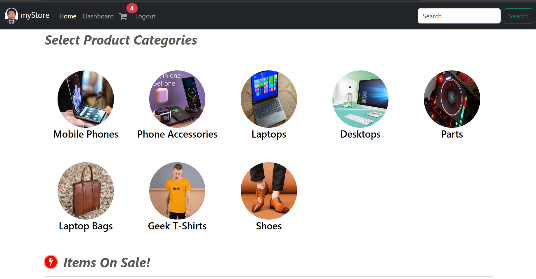 myStore Home Dashboard 4 Logout Search Search
Select Product Categories
Mobile Phones Phone Accessories Laptops Desktops Parts
Laptop Bags Geek T-Shirts Shoes
Items On Sale!